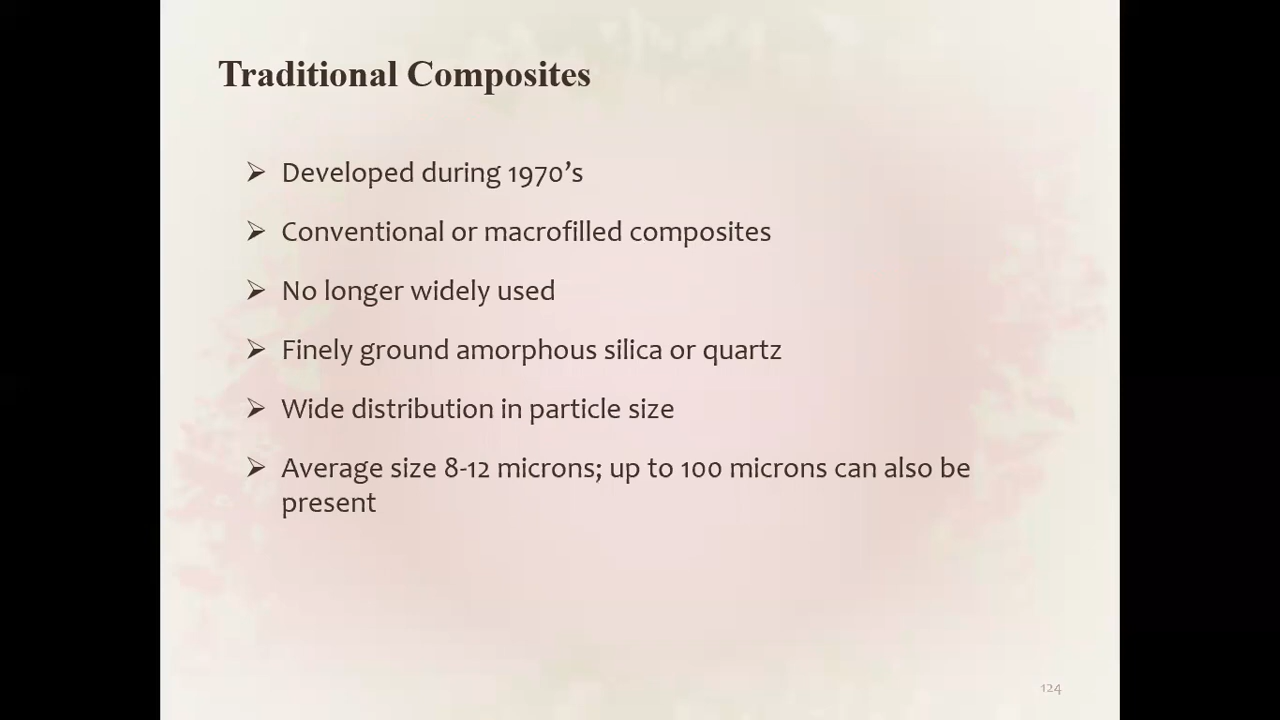 Traditional Composites
➢ Developed during 1970’s
➢ Conventional or macrofilled composites
➢ No longer widely used
➢ Finely ground amorphous silica or quartz
➢ Wide distribution in particle size
➢ Average size 8-12 microns; up to 100 microns can also be
present
124